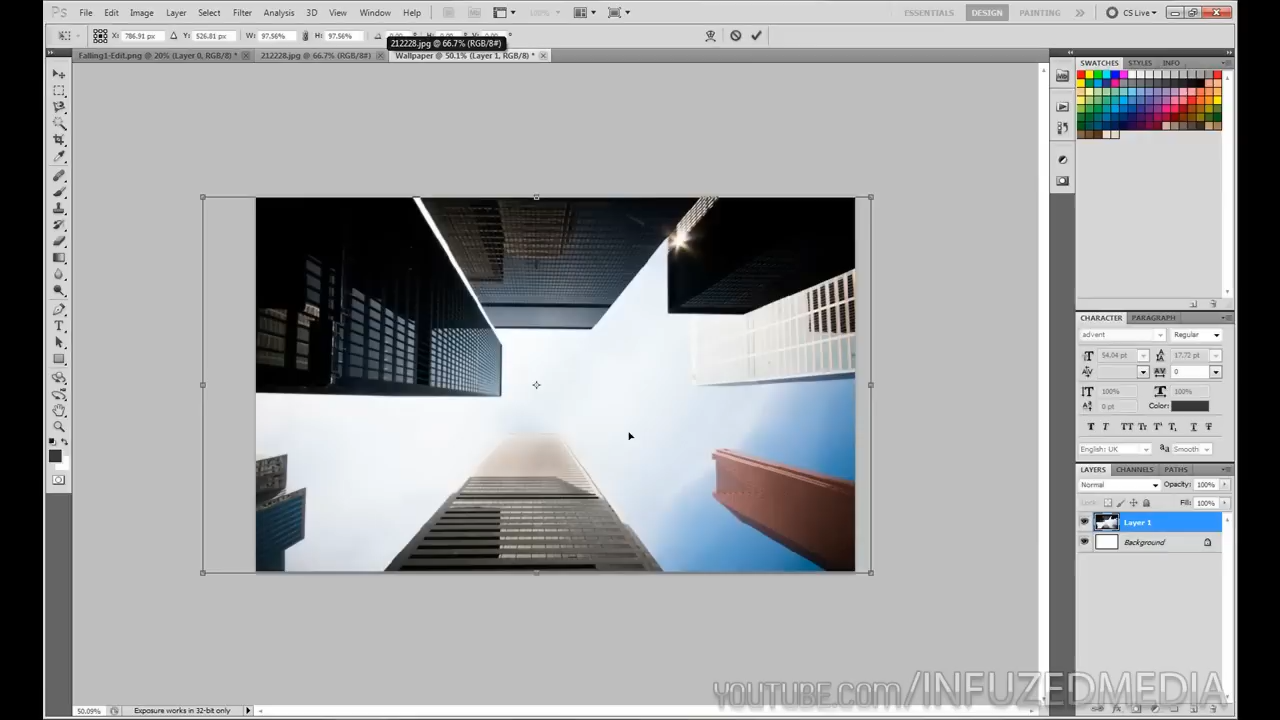 Ps File Edit Image Layer Select Filter Analysis 3D View Window Help ESSENTIALS DESIGN PAINTING CS Live
X: 786.91 px Y: 526.81 px W: 97.56% H: 97.56%
212228.jpg @ 66.7% (RGB/8#)
Falling1-Edit.png @ 20% (Layer 0, RGB/8) * 212228.jpg @ 66.7% (RGB/8#) Wallpaper @ 50.1% (Layer 1, RGB/8) *
SWATCHES STYLES INFO
CHARACTER PARAGRAPH
advent Regular
54.04 pt 17.72 pt
0
100% 100%
0 pt Color:
English: UK Smooth
LAYERS CHANNELS PATHS
Normal Opacity: 100%
Lock: Fill: 100%
Layer 1
Background
50.09% Exposure works in 32-bit only
YOUTUBE.COM/INFUZEDMEDIA